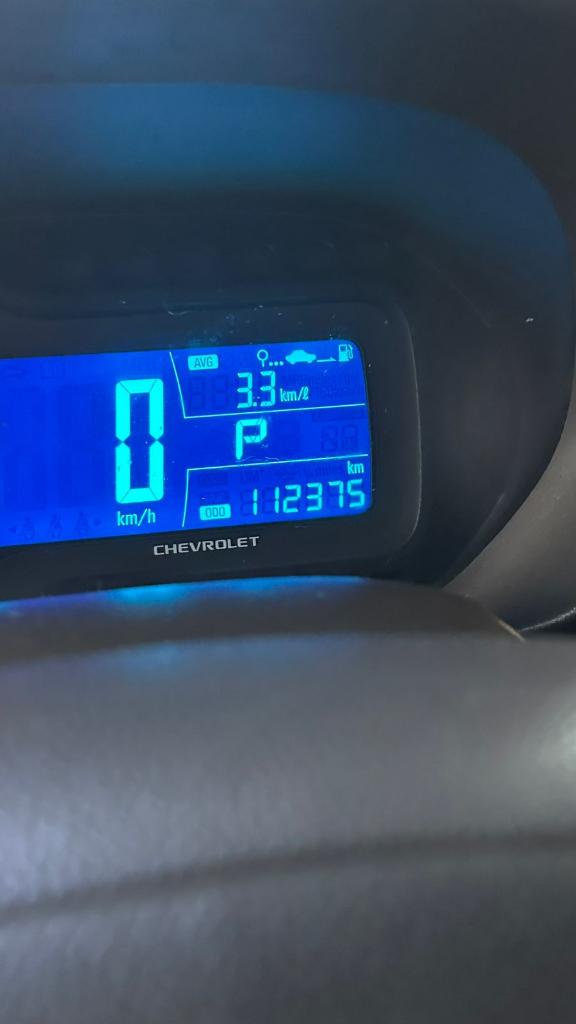 AVG
3.3 km/ℓ
0
km/h
P
km
ODO 112375
CHEVROLET